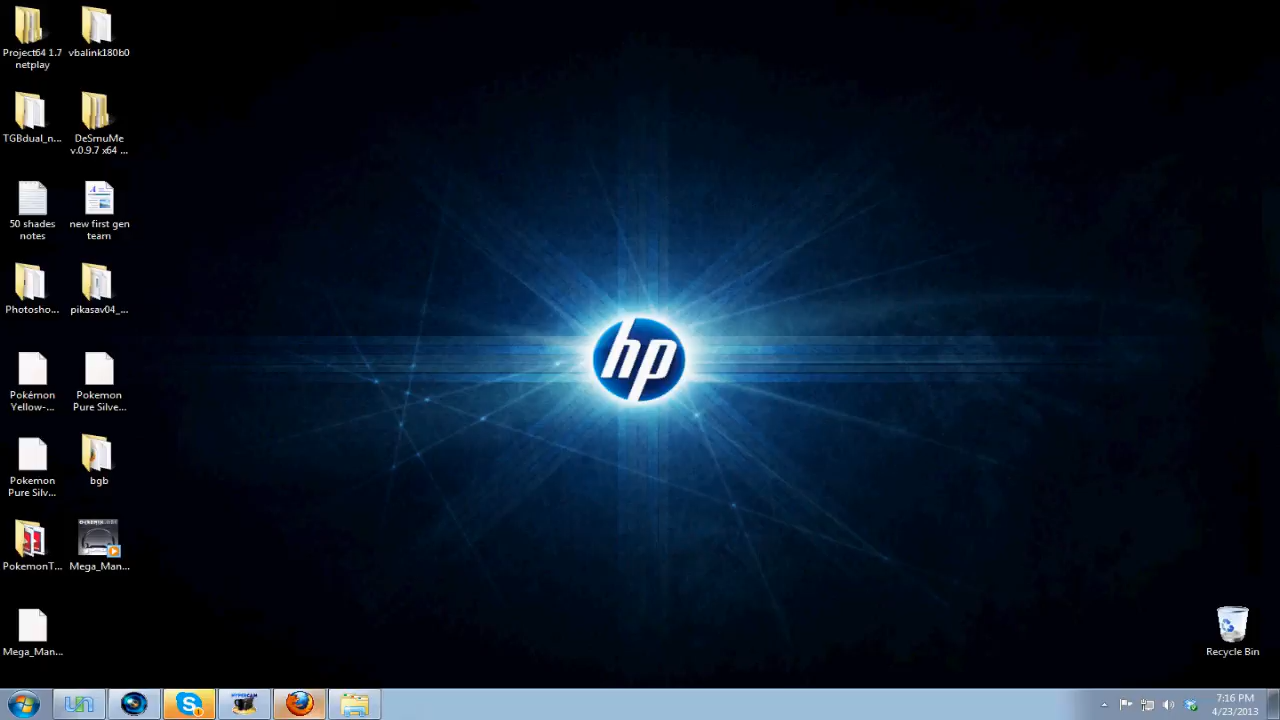 Project64 1.7
netplay
vbalink180b0
TGBdual_n...
DeSmuMe
v.0.9.7 x64 ...
50 shades
notes
new first gen
team
Photosho...
pikasav04_...
Pokémon
Yellow-...
Pokemon
Pure Silve...
Pokemon
Pure Silv...
bgb
PokemonT...
Mega_Man...
Mega_Man...
hp
Recycle Bin
HYPERCAM
7:16 PM
4/23/2013